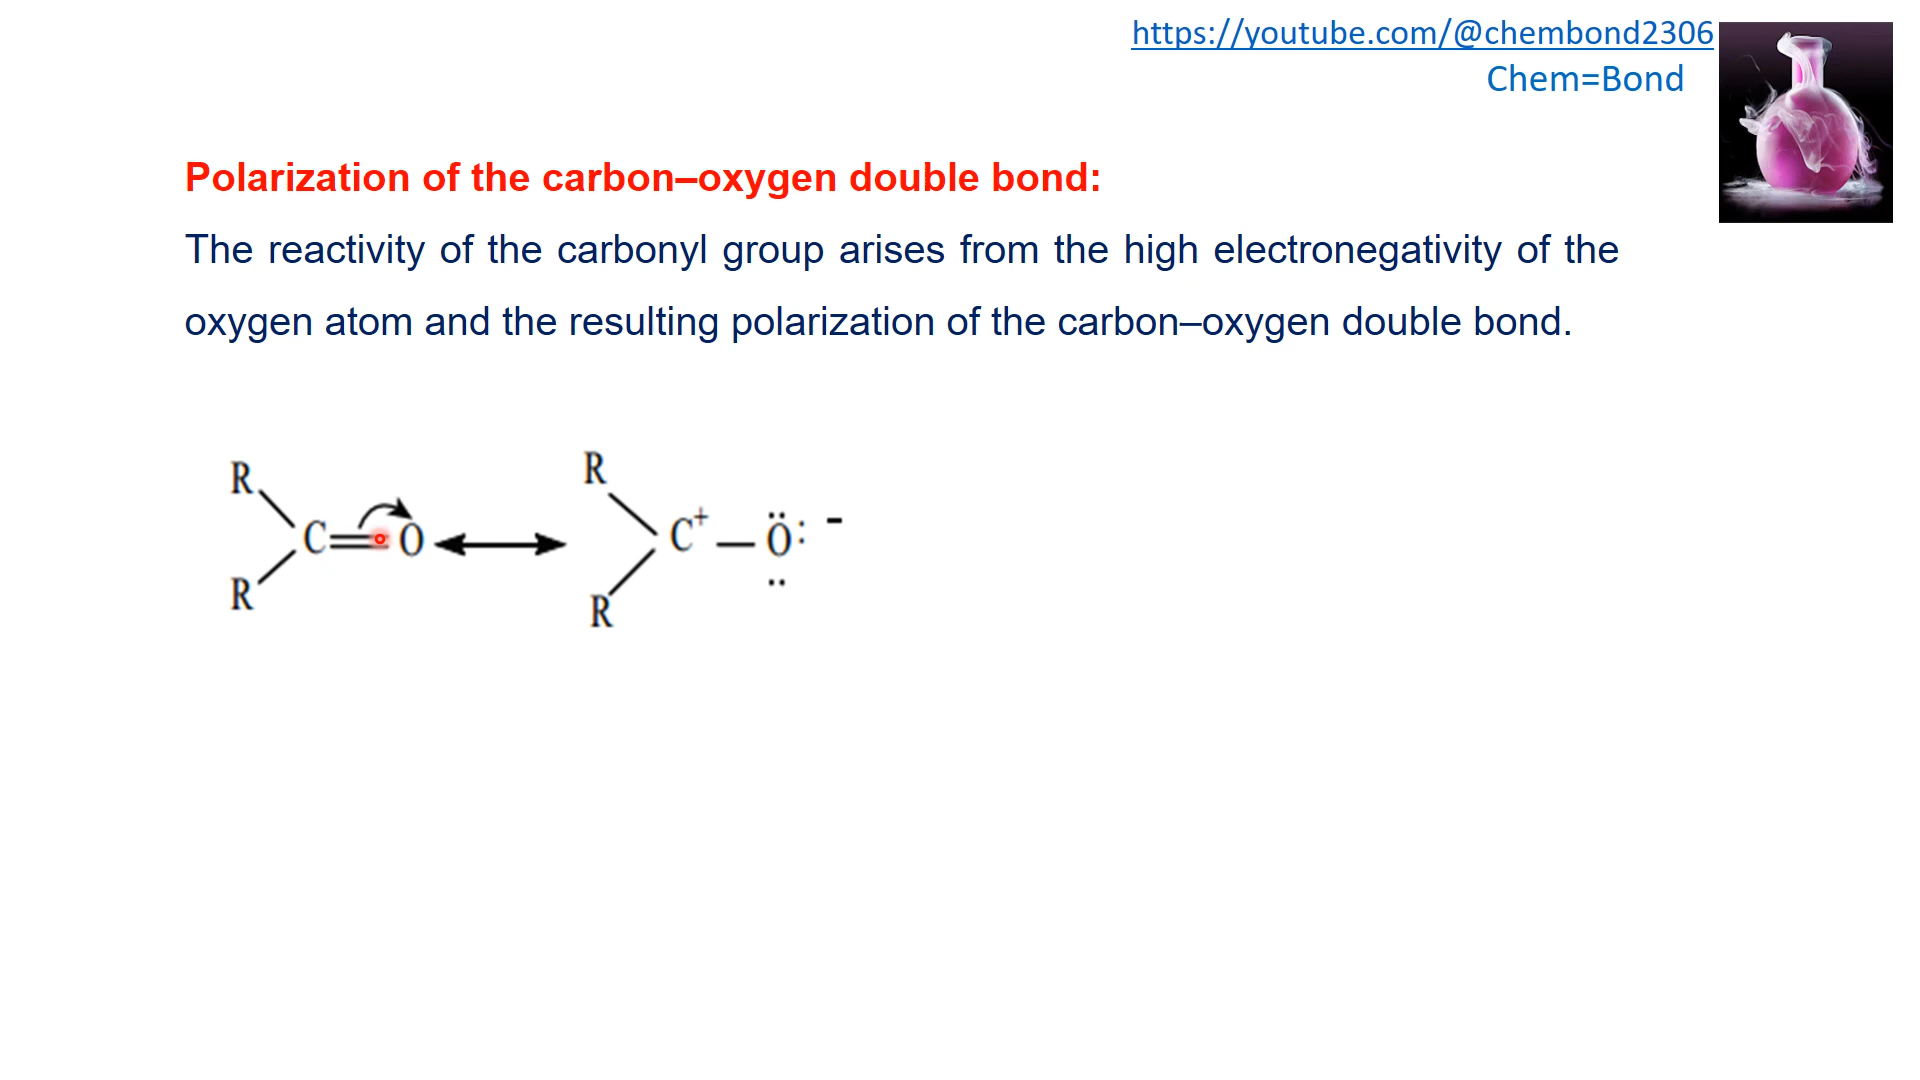 https://youtube.com/@chembond2306
Chem=Bond
Polarization of the carbon–oxygen double bond:
The reactivity of the carbonyl group arises from the high electronegativity of the
oxygen atom and the resulting polarization of the carbon–oxygen double bond.
R R
C=O C⁺—Ö: -
R R